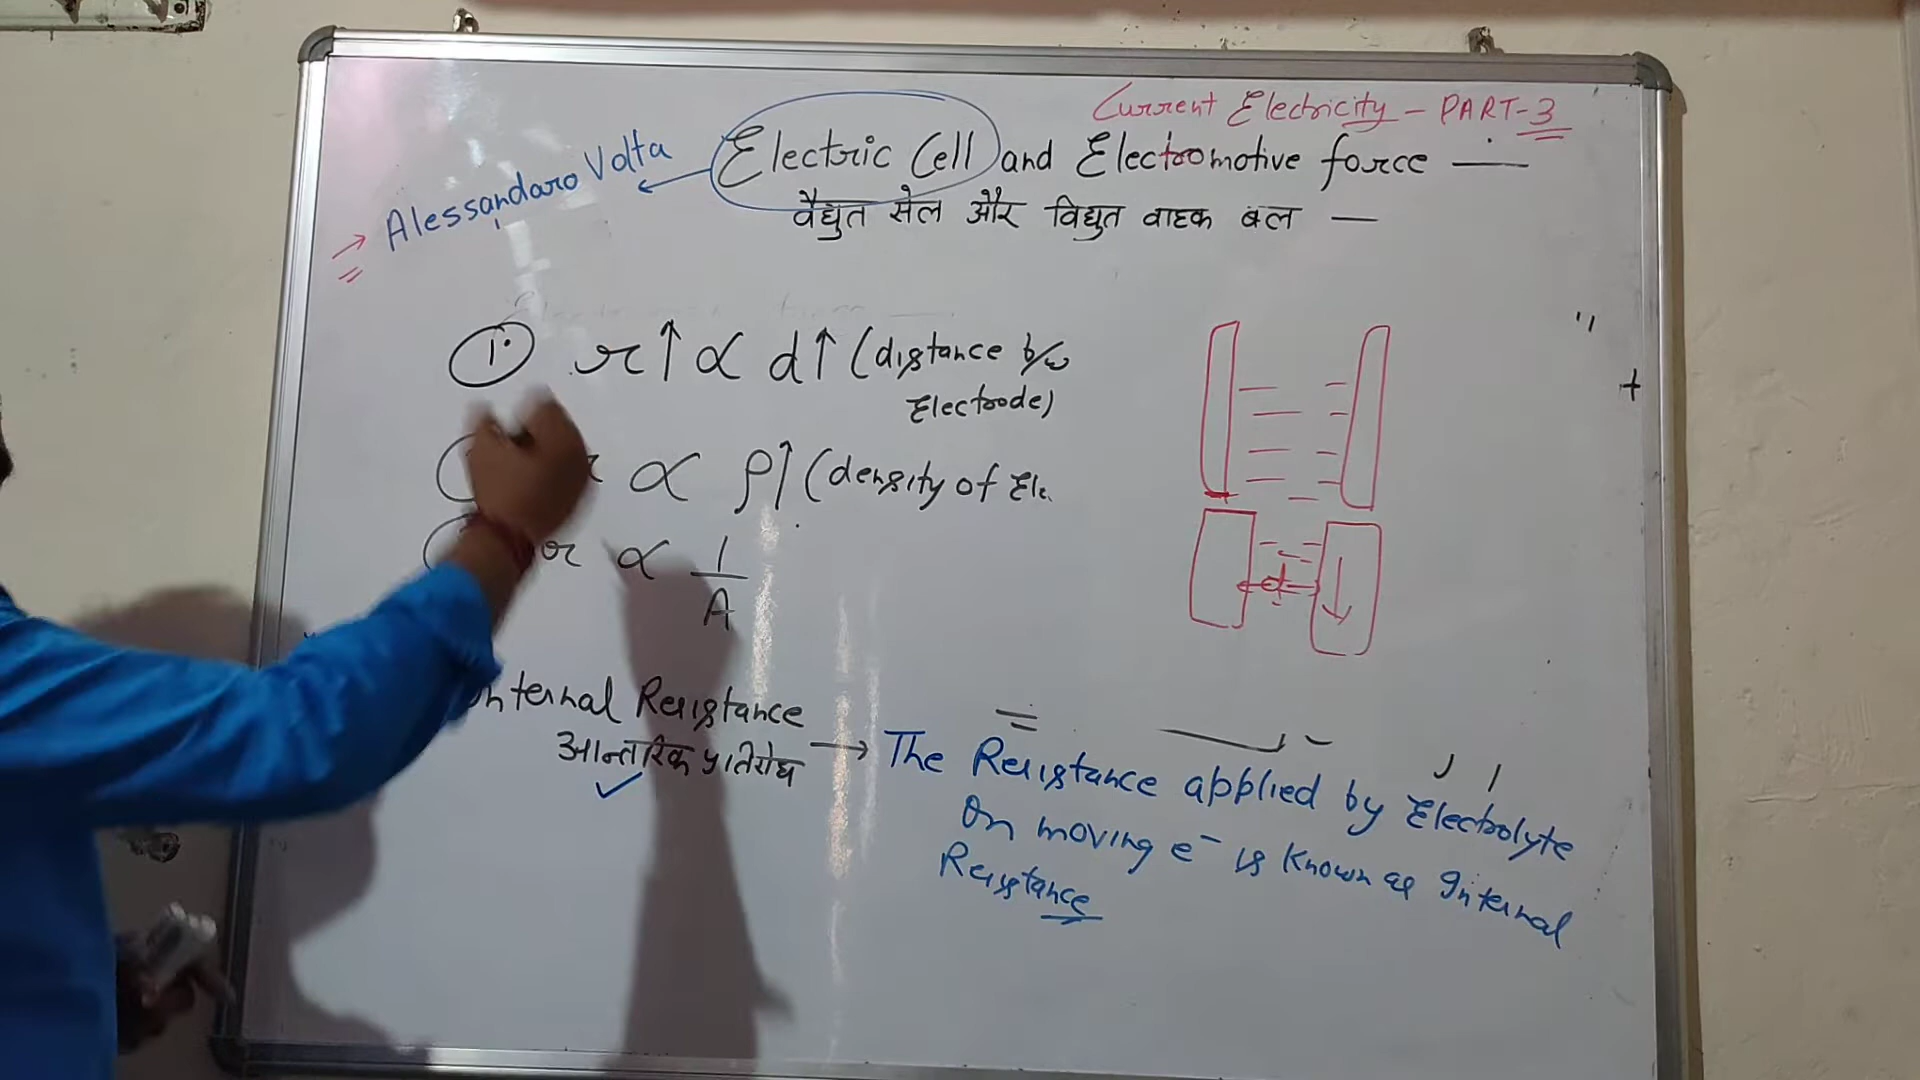 Current Electricity - PART-3
Electric Cell and Electromotive force —
Alessandaro Volta
वैद्युत सेल और विद्युत वाहक बल —
1. r↑ ∝ d↑ (distance b/w
Electrode)
∝ ρ↑ (density of Ele.
r ∝ 1/A
d
Internal Resistance
आन्तरिक प्रतिरोध → The Resistance applied by Electrolyte
on moving e⁻ is known as Internal
Resistance